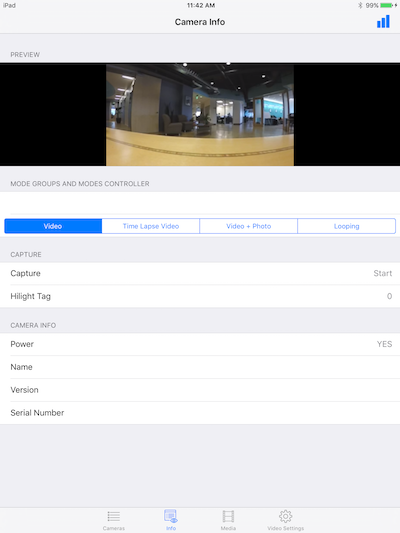 iPad 11:42 AM 99%
Camera Info
PREVIEW
MODE GROUPS AND MODES CONTROLLER
Video Time Lapse Video Video + Photo Looping
CAPTURE
Capture Start
Hilight Tag 0
CAMERA INFO
Power YES
Name
Version
Serial Number
Cameras Info Media Video Settings